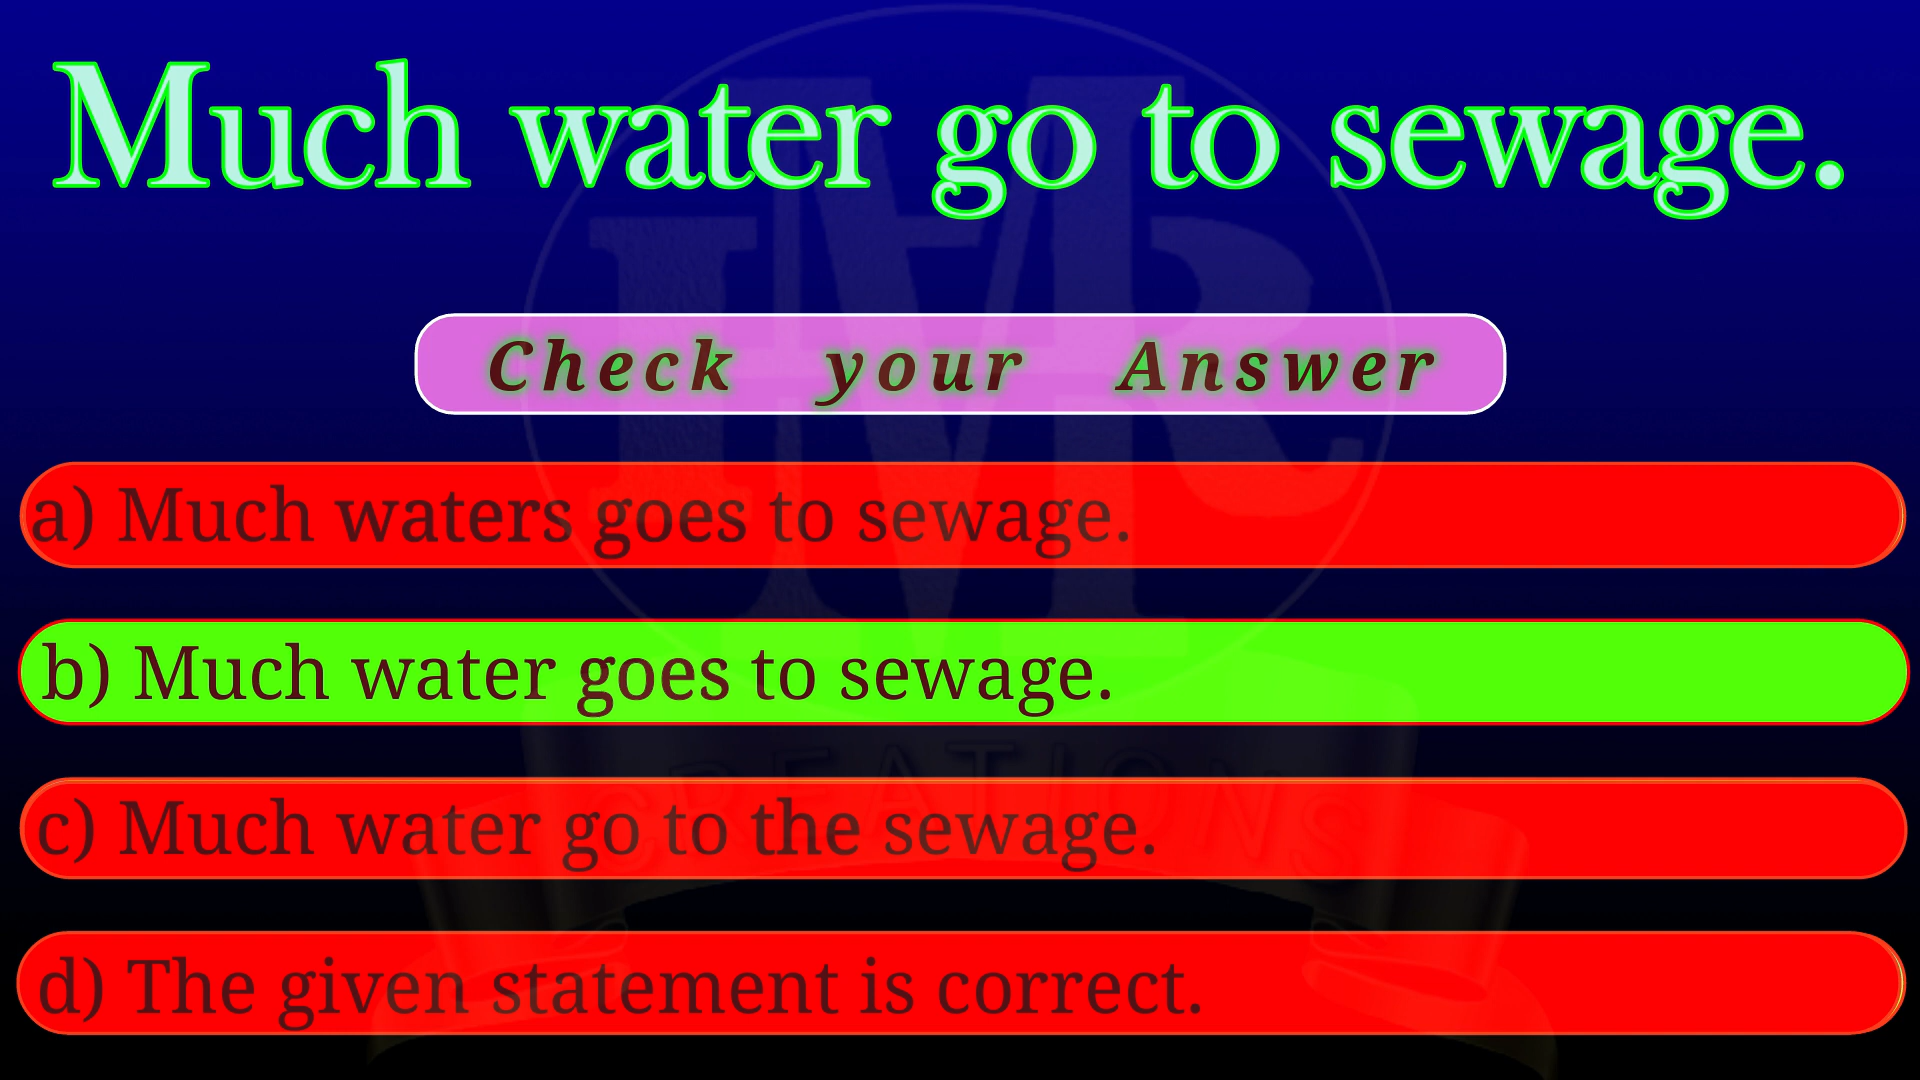 Much water go to sewage.
Check your Answer
a) Much waters goes to sewage.
b) Much water goes to sewage.
c) Much water go to the sewage.
d) The given statement is correct.
CREATIONS